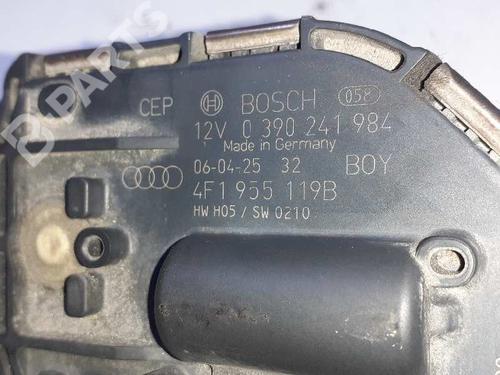 B PARTS
CEP BOSCH 058
12V 0 390 241 984
Made in Germany
06-04-25 32 BOY
4F1 955 119B
HW H05 / SW 0210